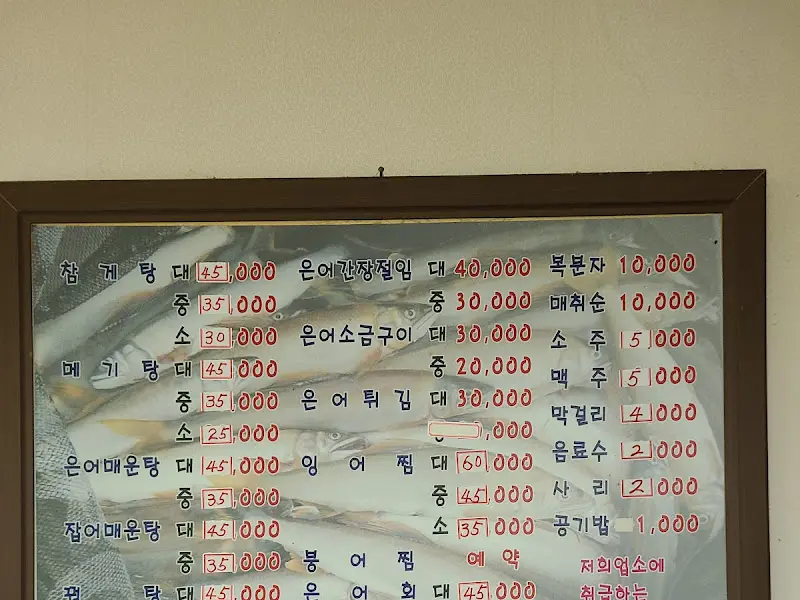 참 게 탕 대 45,000
중 35,000
소 30,000
메 기 탕 대 45,000
중 35,000
소 25,000
은어매운탕 대 45,000
중 35,000
잡어매운탕 대 45,000
중 35,000
탕 대 45,000
은어간장절임 대 40,000
중 30,000
은어소금구이 대 30,000
중 20,000
은 어 튀 김 대 30,000
,000
잉 어 찜 대 60,000
중 45,000
소 35,000
붕 어 찜 예 약
은 어 회 대 45,000
복분자 10,000
매취순 10,000
소 주 5,000
맥 주 5,000
막걸리 4,000
음료수 2,000
사 리 2,000
공기밥 1,000
저희업소에
취급하는